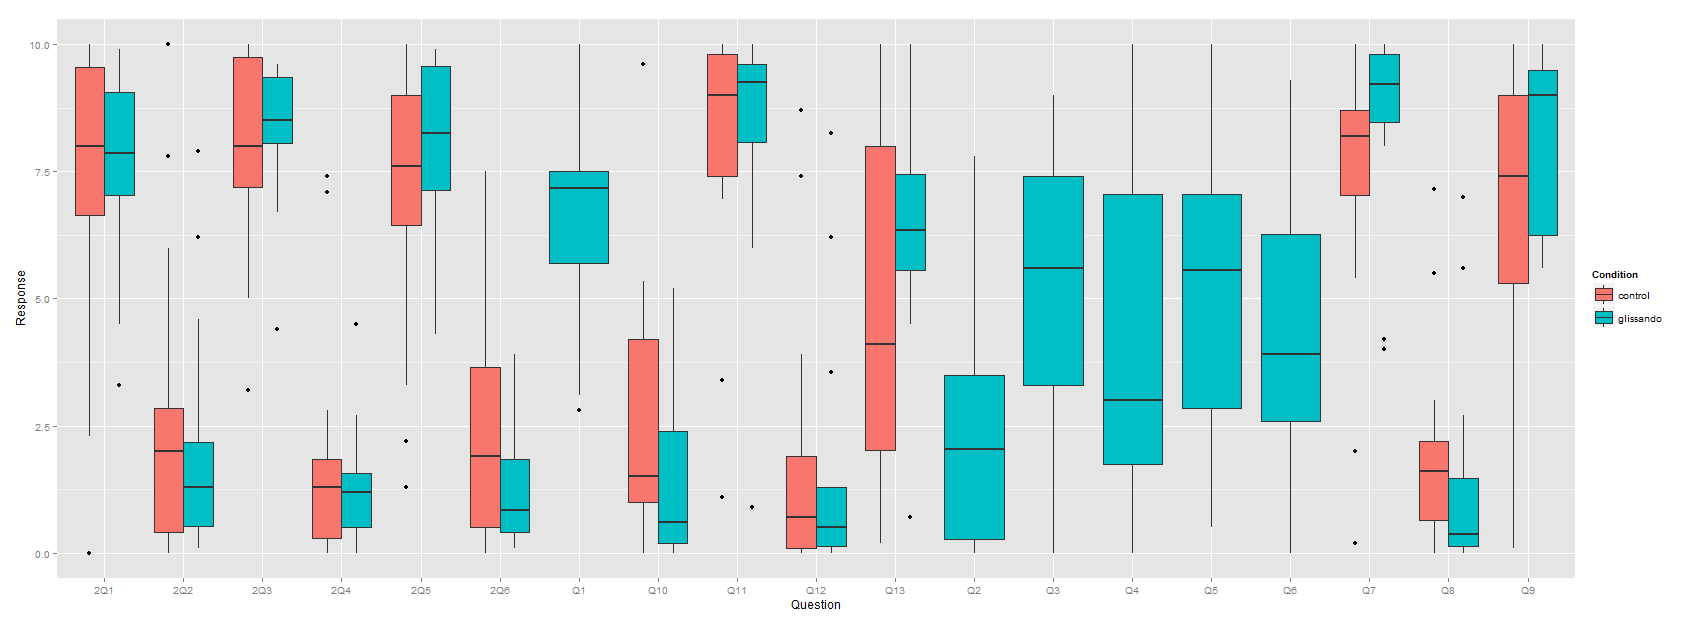 10.0
7.5
5.0
2.5
0.0
Response
2Q1 2Q2 2Q3 2Q4 2Q5 2Q6 Q1 Q10 Q11 Q12 Q13 Q2 Q3 Q4 Q5 Q6 Q7 Q8 Q9
Question
Condition
control
glissando